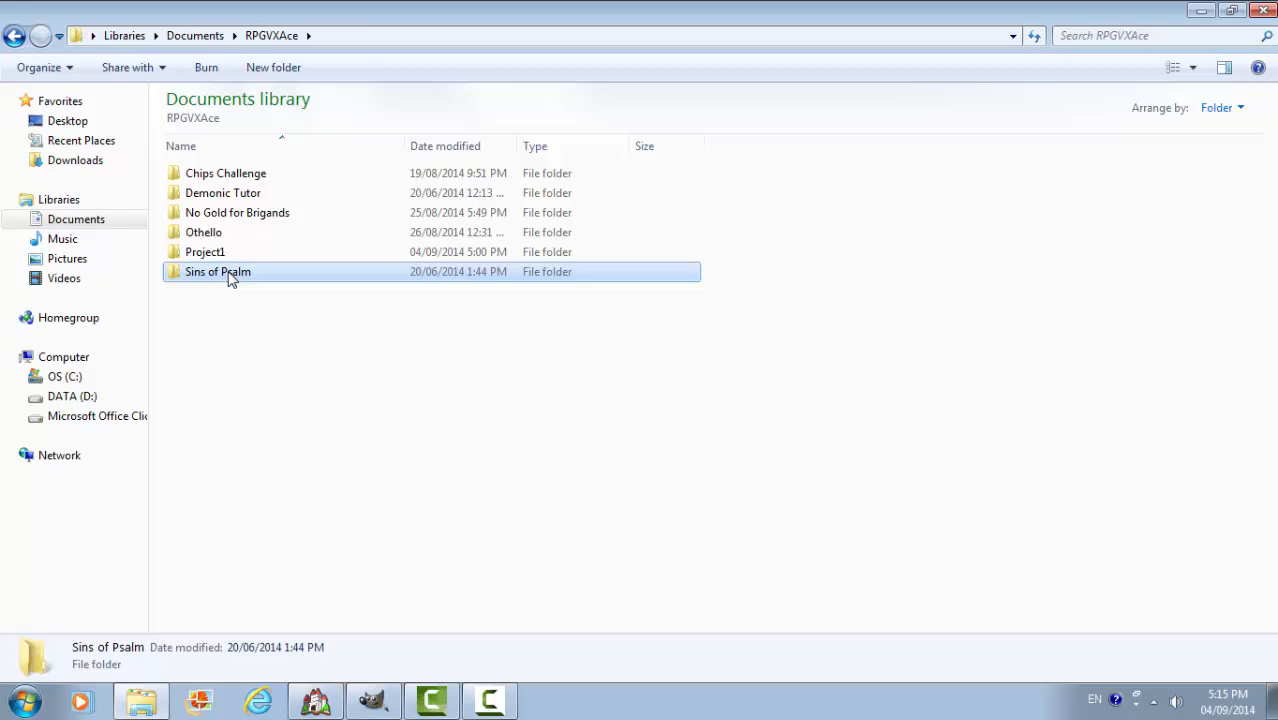 Libraries Documents RPGVXAce
Search RPGVXAce
Organize Share with Burn New folder
Favorites
Desktop
Recent Places
Downloads
Libraries
Documents
Music
Pictures
Videos
Homegroup
Computer
OS (C:)
DATA (D:)
Microsoft Office Clic
Network
Documents library
RPGVXAce
Arrange by: Folder
Name Date modified Type Size
Chips Challenge 19/08/2014 9:51 PM File folder
Demonic Tutor 20/06/2014 12:13 ... File folder
No Gold for Brigands 25/08/2014 5:49 PM File folder
Othello 26/08/2014 12:31 ... File folder
Project1 04/09/2014 5:00 PM File folder
Sins of Psalm 20/06/2014 1:44 PM File folder
Sins of Psalm Date modified: 20/06/2014 1:44 PM
File folder
EN
5:15 PM
04/09/2014